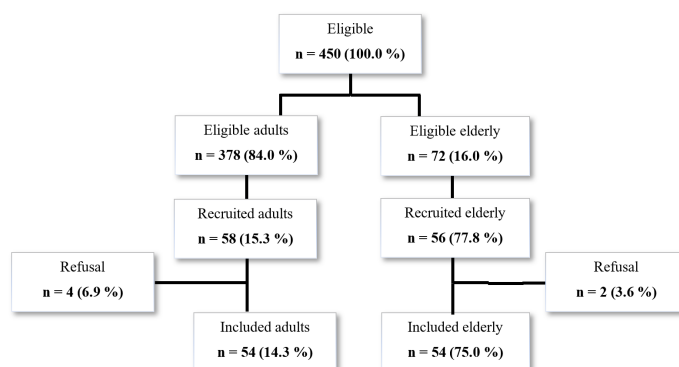 Eligible
n = 450 (100.0 %)
Eligible adults
n = 378 (84.0 %)
Eligible elderly
n = 72 (16.0 %)
Recruited adults
n = 58 (15.3 %)
Recruited elderly
n = 56 (77.8 %)
Refusal
n = 4 (6.9 %)
Refusal
n = 2 (3.6 %)
Included adults
n = 54 (14.3 %)
Included elderly
n = 54 (75.0 %)